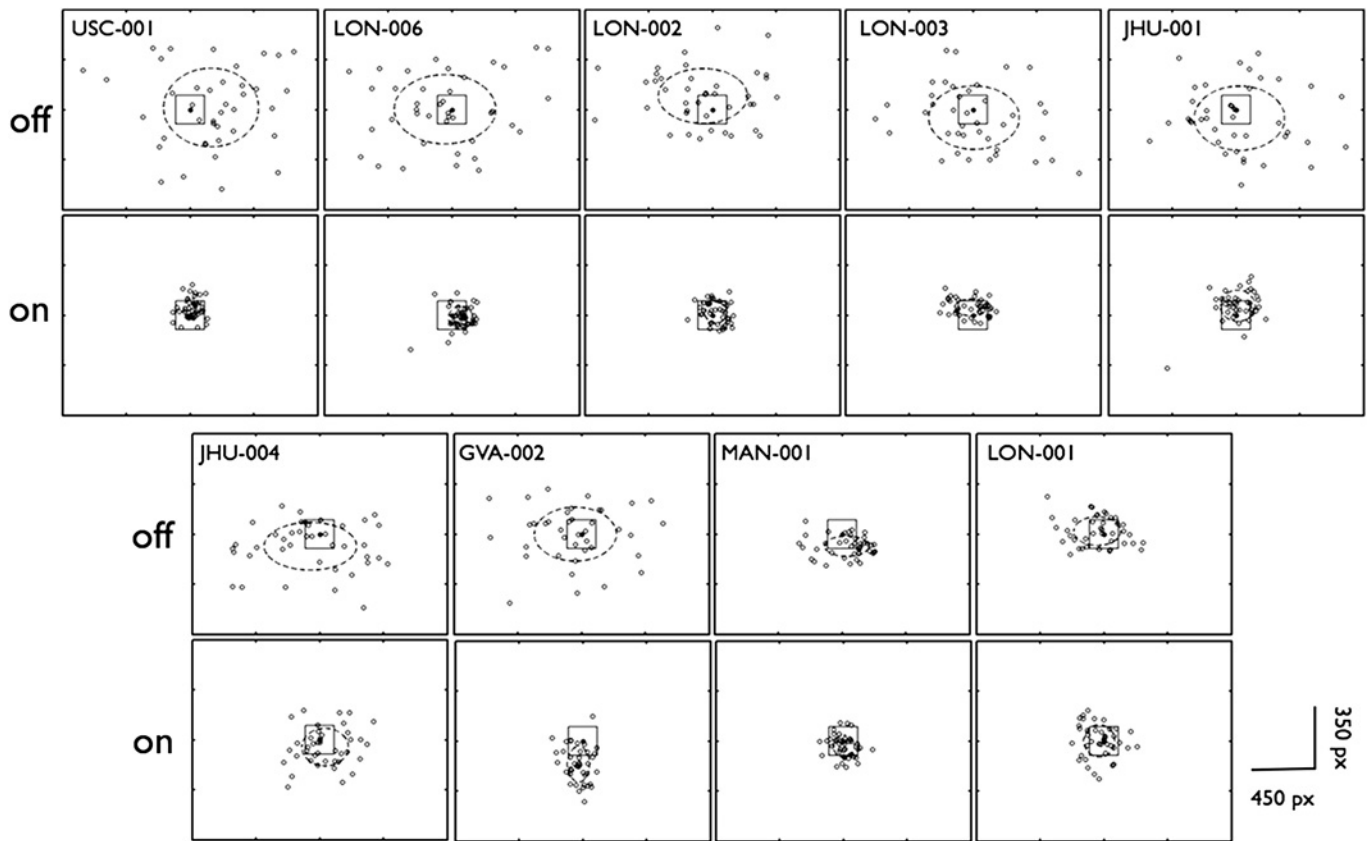 USC-001 LON-006 LON-002 LON-003 JHU-001
off
on
JHU-004 GVA-002 MAN-001 LON-001
off
on
350 px
450 px